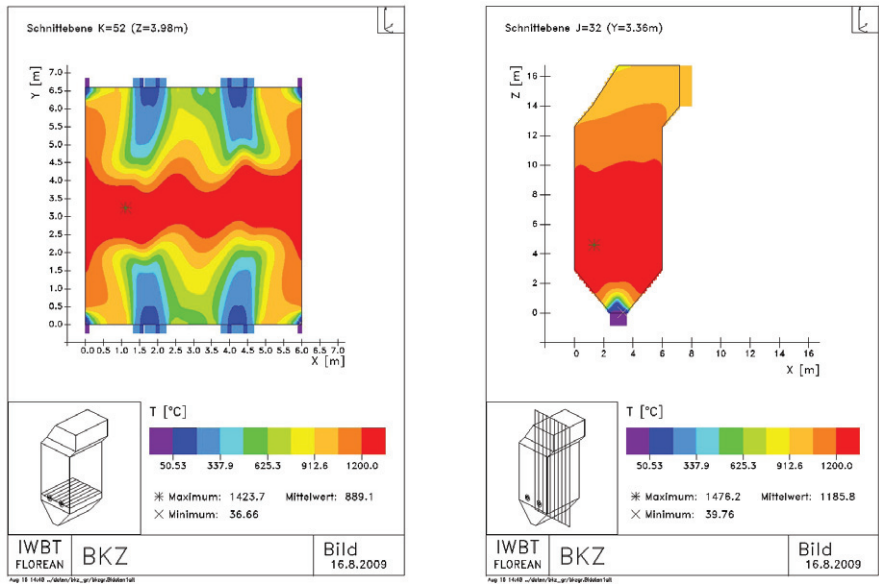 Schnittebene K=52 (Z=3.98m)
Y [m]
7.0
6.5
6.0
5.5
5.0
4.5
4.0
3.5
3.0
2.5
2.0
1.5
1.0
0.5
0.0
0.0 0.5 1.0 1.5 2.0 2.5 3.0 3.5 4.0 4.5 5.0 5.5 6.0 6.5 7.0
X [m]
T [°C]
50.53 337.9 625.3 912.6 1200.0
Maximum: 1423.7 Mittelwert: 889.1
Minimum: 36.66
IWBT
FLOREAN
BKZ
Bild
16.8.2009
Schnittebene J=32 (Y=3.36m)
Z [m]
16
14
12
10
8
6
4
2
0
0 2 4 6 8 10 12 14 16
X [m]
T [°C]
50.53 337.9 625.3 912.6 1200.0
Maximum: 1476.2 Mittelwert: 1185.8
Minimum: 39.76
IWBT
FLOREAN
BKZ
Bild
16.8.2009